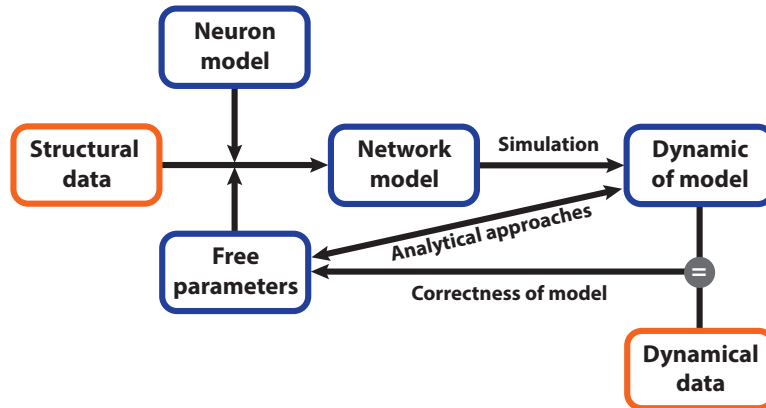 Neuron
model
Structural
data
Network
model
Simulation
Dynamic
of model
Analytical approaches
Free
parameters
=
Correctness of model
Dynamical
data